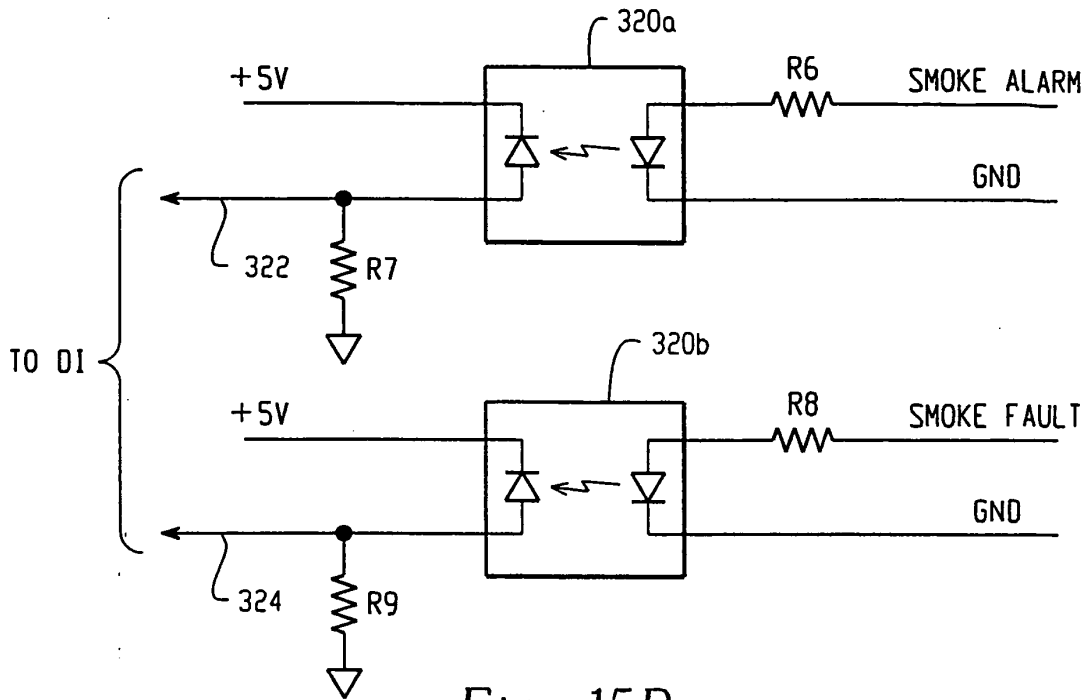 320a
+5V
R6
SMOKE ALARM
GND
322
R7
TO DI
320b
+5V
R8
SMOKE FAULT
GND
324
R9